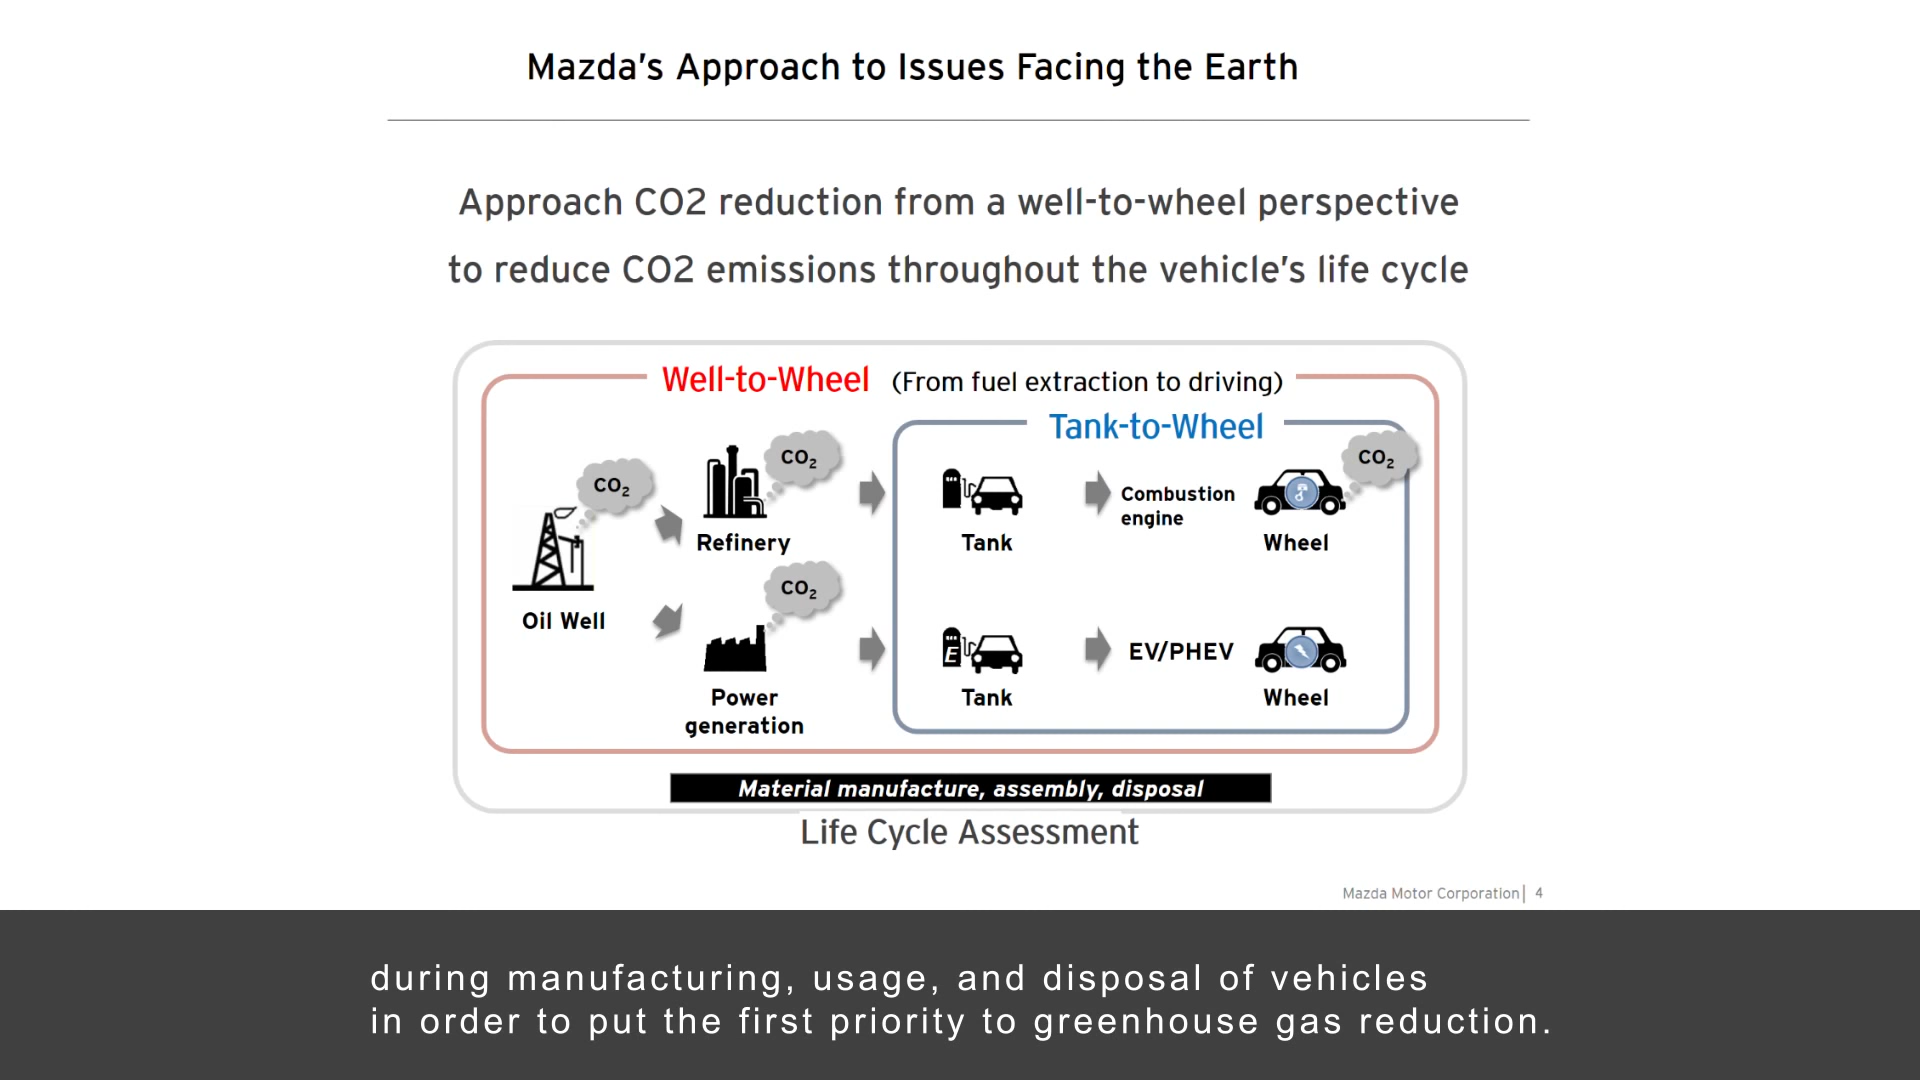 Mazda's Approach to Issues Facing the Earth
Approach CO2 reduction from a well-to-wheel perspective
to reduce CO2 emissions throughout the vehicle's life cycle
Well-to-Wheel (From fuel extraction to driving)
Tank-to-Wheel
CO2
CO2
CO2
Combustion
engine
Oil Well
Refinery
Tank
Wheel
CO2
E
EV/PHEV
Power
generation
Tank
Wheel
Material manufacture, assembly, disposal
Life Cycle Assessment
Mazda Motor Corporation| 4
during manufacturing, usage, and disposal of vehicles
in order to put the first priority to greenhouse gas reduction.